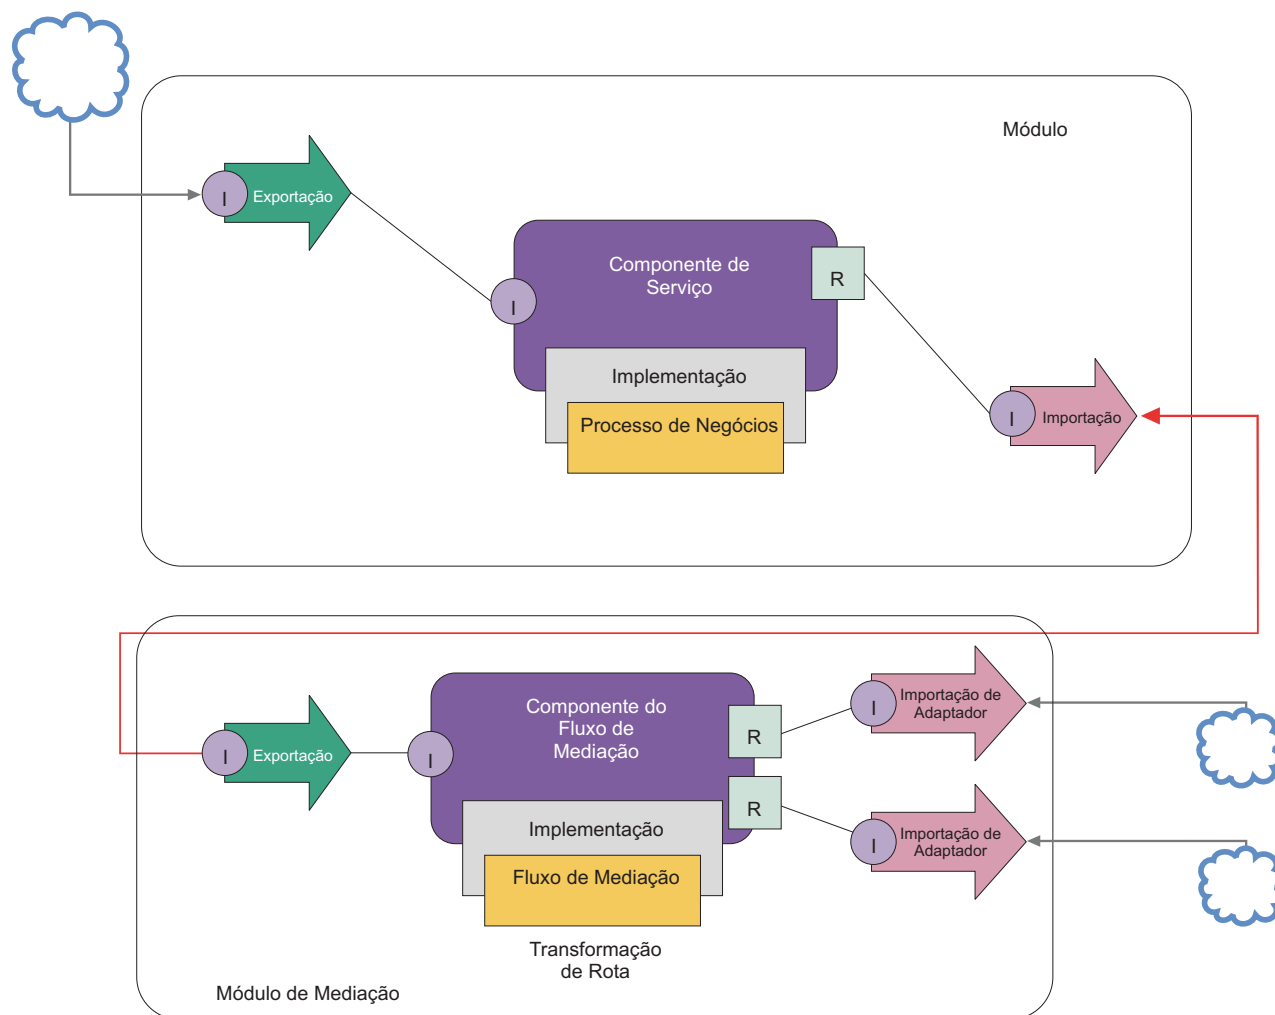 Módulo
I
Exportação
Componente de
Serviço
R
I
Implementação
Processo de Negócios
I
Importação
I
Exportação
I
Componente do
Fluxo de
Mediação
R
R
I
Importação de
Adaptador
I
Importação de
Adaptador
Implementação
Fluxo de Mediação
Transformação
de Rota
Módulo de Mediação